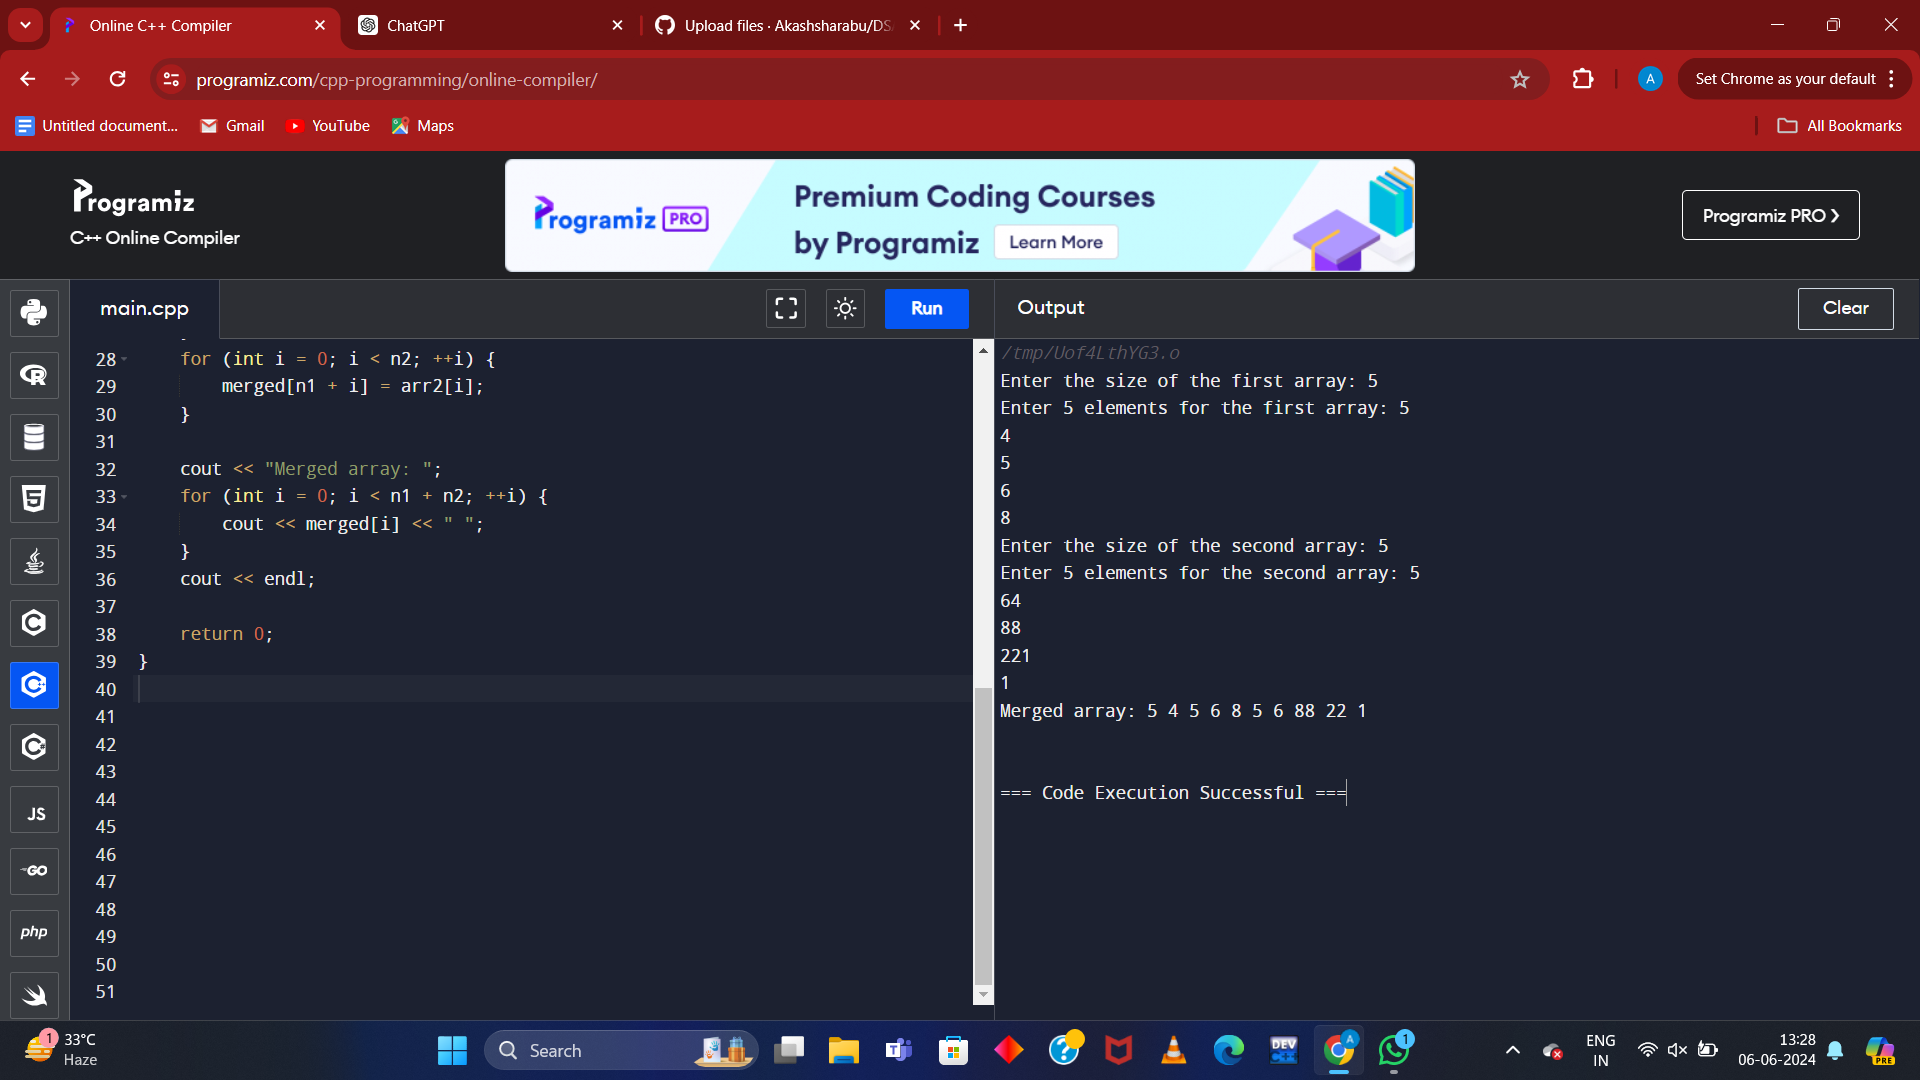 Online C++ Compiler
ChatGPT
Upload files · Akashsharabu/DS
programiz.com/cpp-programming/online-compiler/
A
Set Chrome as your default
Untitled document...
Gmail
YouTube
Maps
All Bookmarks
Programiz
C++ Online Compiler
Programiz PRO
Premium Coding Courses
by Programiz
Learn More
Programiz PRO ❯
main.cpp
Run
Output
Clear
28 for (int i = 0; i < n2; ++i) {
29 merged[n1 + i] = arr2[i];
30 }
31
32 cout << "Merged array: ";
33 for (int i = 0; i < n1 + n2; ++i) {
34 cout << merged[i] << " ";
35 }
36 cout << endl;
37
38 return 0;
39 }
40
41
42
43
44
45
46
47
48
49
50
51
/tmp/Uof4LthYG3.o
Enter the size of the first array: 5
Enter 5 elements for the first array: 5
4
5
6
8
Enter the size of the second array: 5
Enter 5 elements for the second array: 5
64
88
221
1
Merged array: 5 4 5 6 8 5 6 88 22 1
=== Code Execution Successful ===
JS
GO
php
1
33°C
Haze
Search
DEV
A
1
ENG
IN
13:28
06-06-2024
PRE